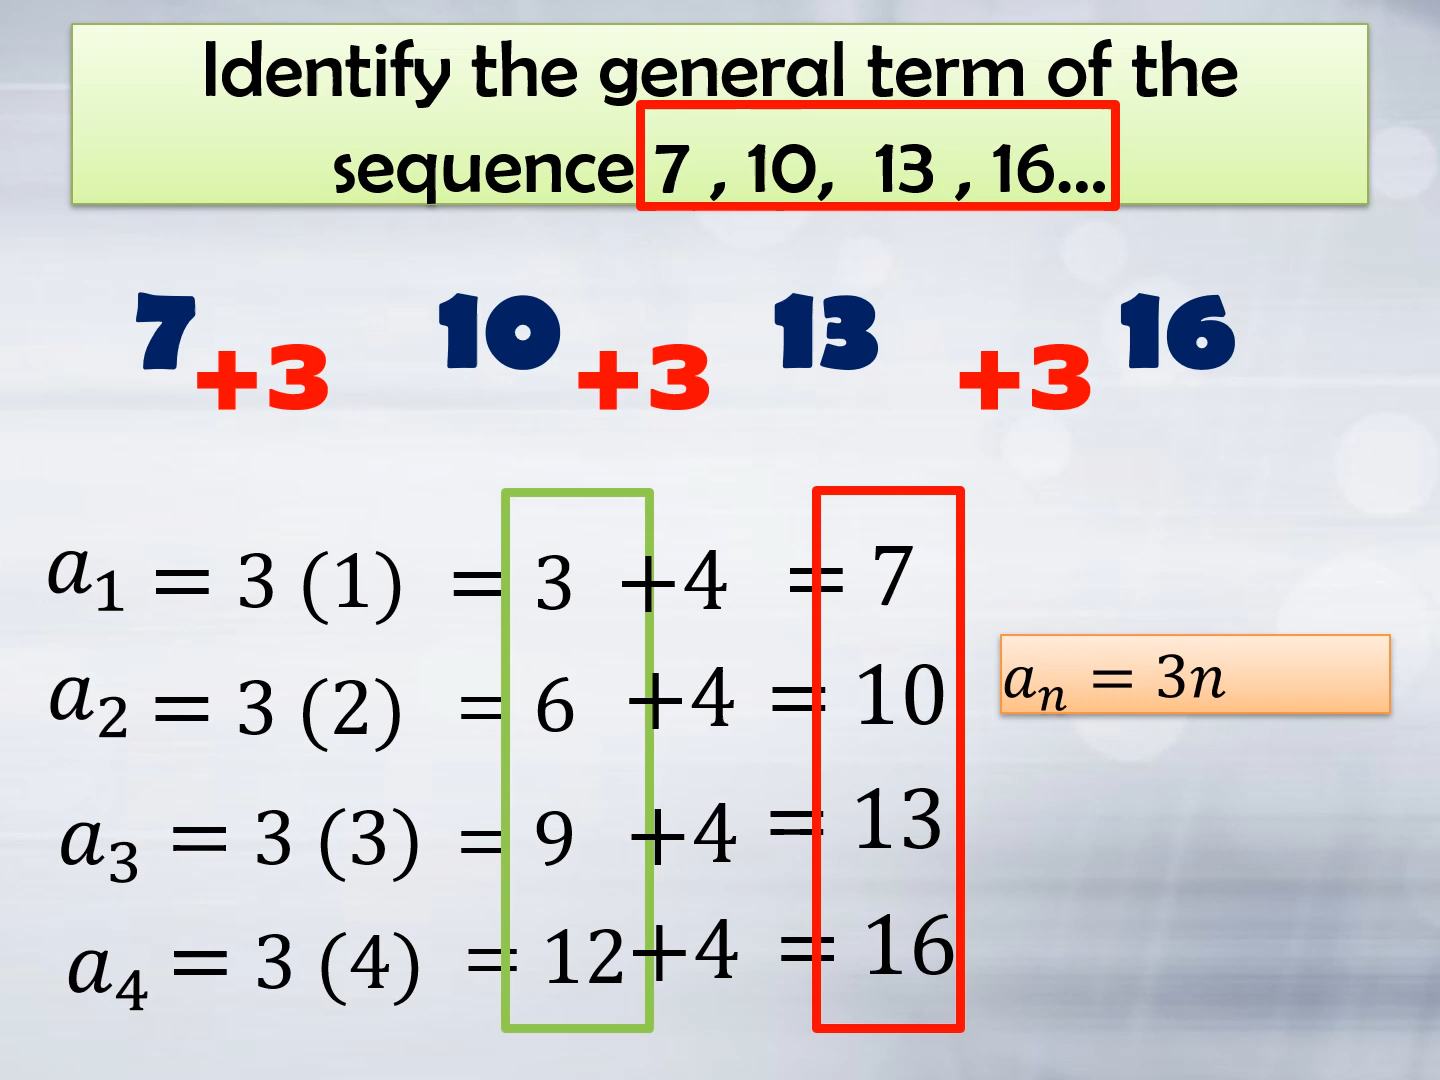 Identify the general term of the
sequence 7 , 10, 13 , 16...
7 +3 10 +3 13 +3 16
a₁ = 3 (1) = 3 +4 = 7
a₂ = 3 (2) = 6 +4 = 10
aₙ = 3n
a₃ = 3 (3) = 9 +4 = 13
a₄ = 3 (4) = 12 +4 = 16